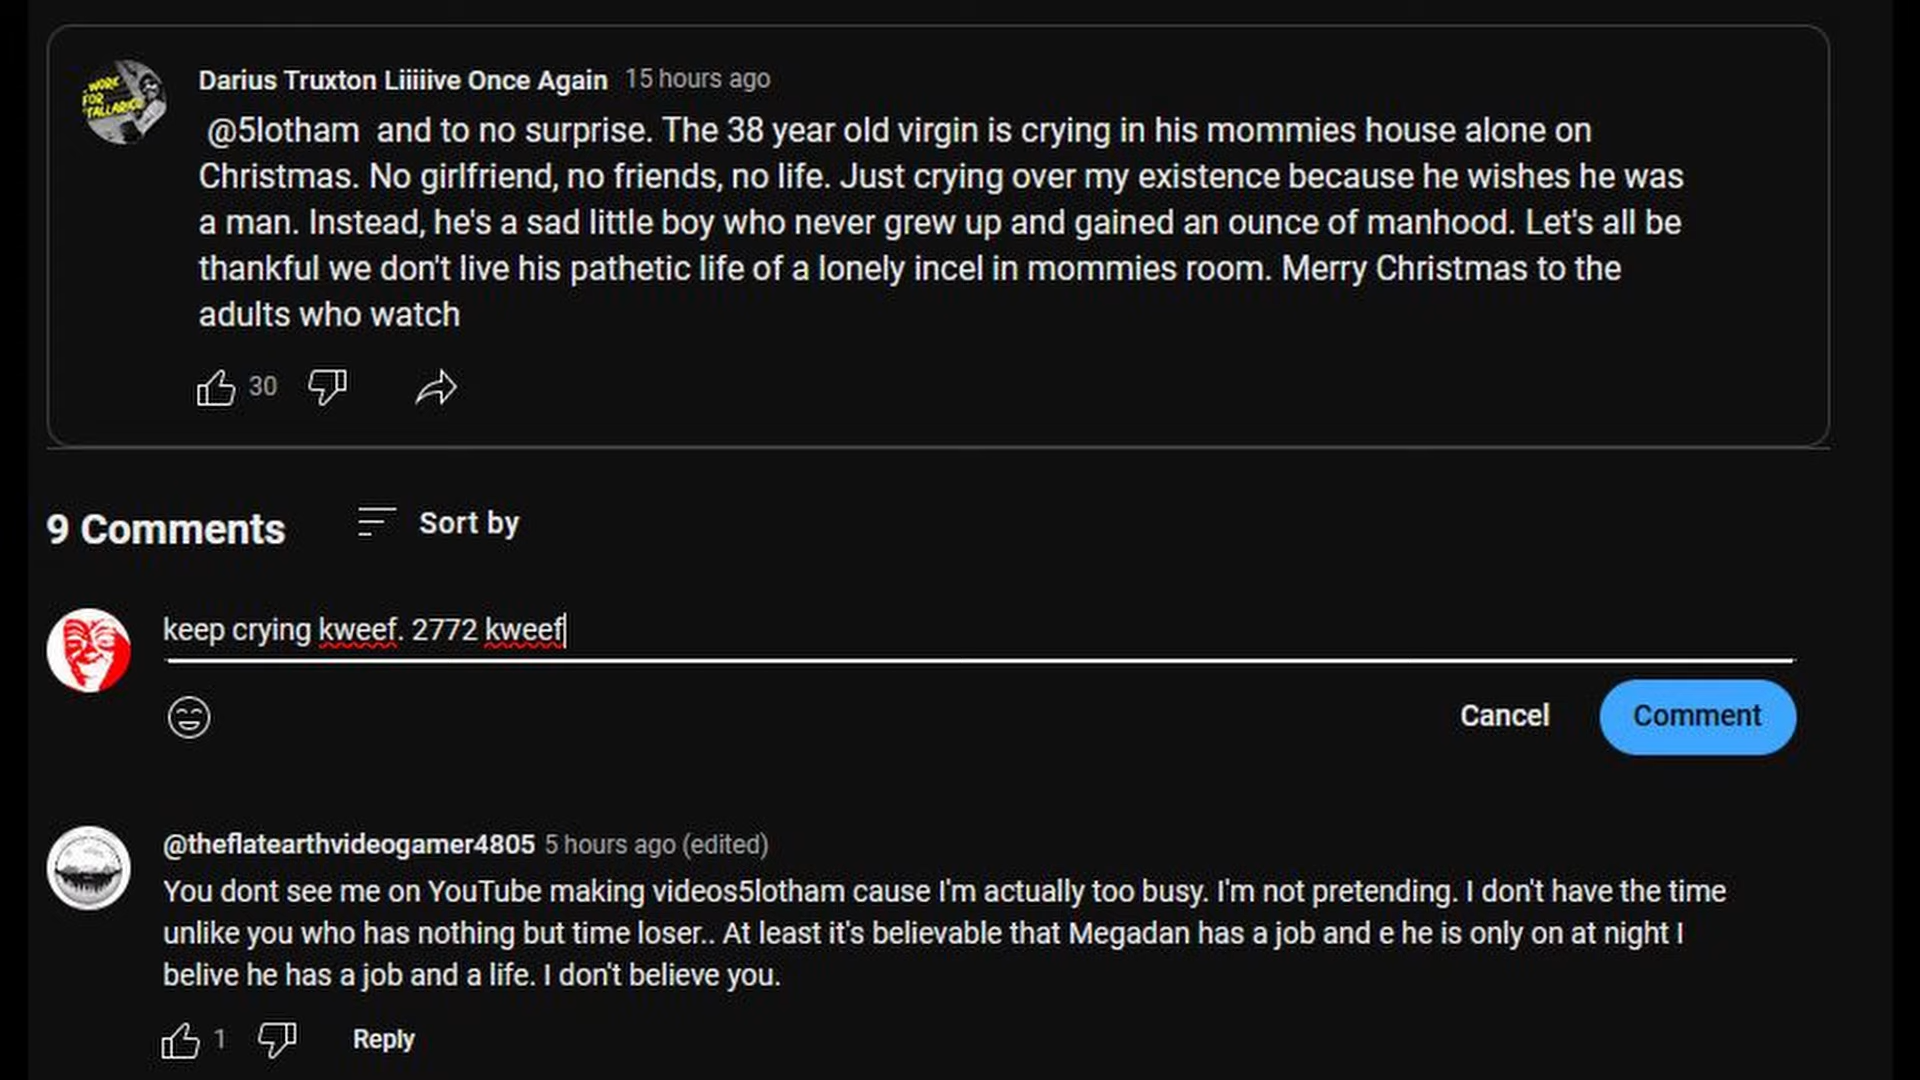 WORK
FOR
TALLARICO
Darius Truxton Liiiiive Once Again 15 hours ago
@5lotham and to no surprise. The 38 year old virgin is crying in his mommies house alone on
Christmas. No girlfriend, no friends, no life. Just crying over my existence because he wishes he was
a man. Instead, he's a sad little boy who never grew up and gained an ounce of manhood. Let's all be
thankful we don't live his pathetic life of a lonely incel in mommies room. Merry Christmas to the
adults who watch
30
9 Comments Sort by
keep crying kweef. 2772 kweef
Cancel Comment
@theflatearthvideogamer4805 5 hours ago (edited)
You dont see me on YouTube making videos5lotham cause I'm actually too busy. I'm not pretending. I don't have the time
unlike you who has nothing but time loser.. At least it's believable that Megadan has a job and e he is only on at night I
belive he has a job and a life. I don't believe you.
1 Reply